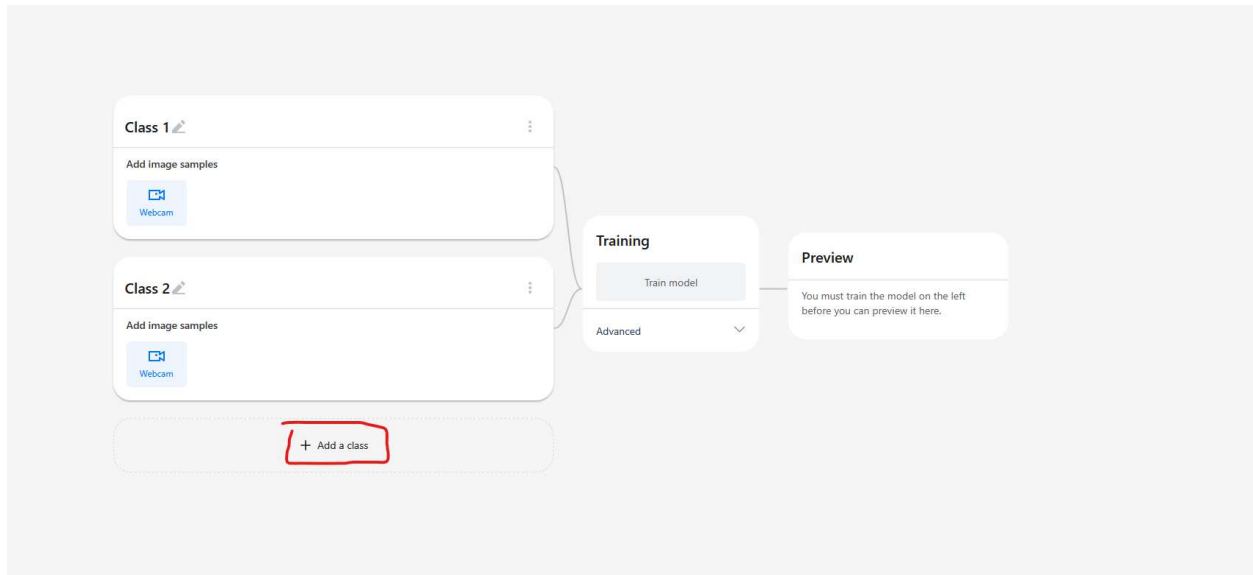 Class 1
Add image samples
Webcam
Class 2
Add image samples
Webcam
+ Add a class
Training
Train model
Advanced
Preview
You must train the model on the left
before you can preview it here.